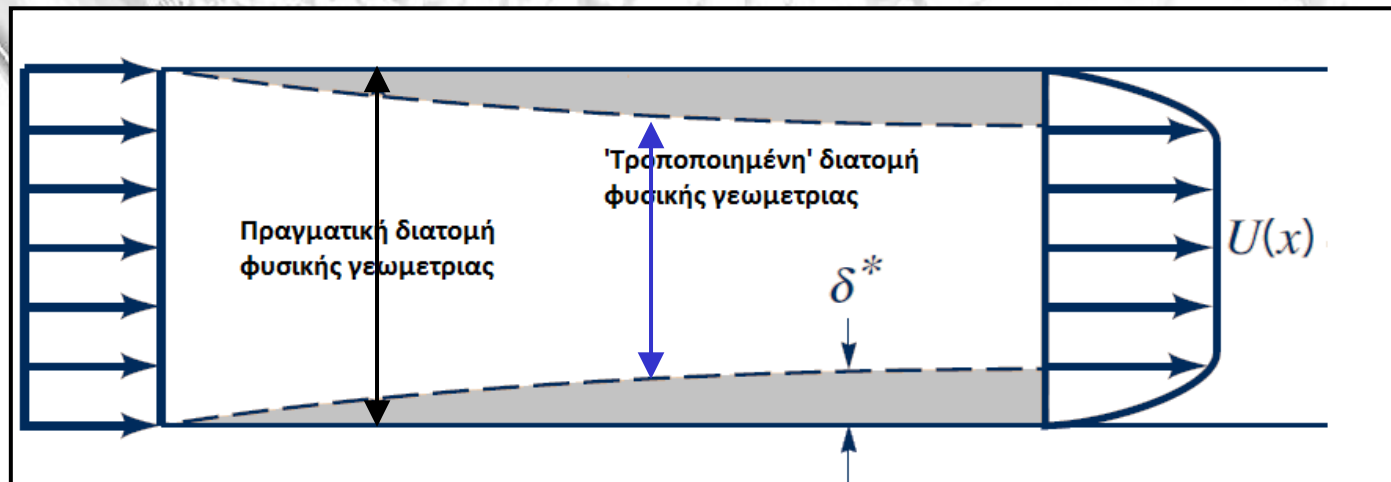 'Τροποποιημένη' διατομή
φυσικής γεωμετριας
Πραγματική διατομή
φυσικής γεωμετριας
δ*
U(x)